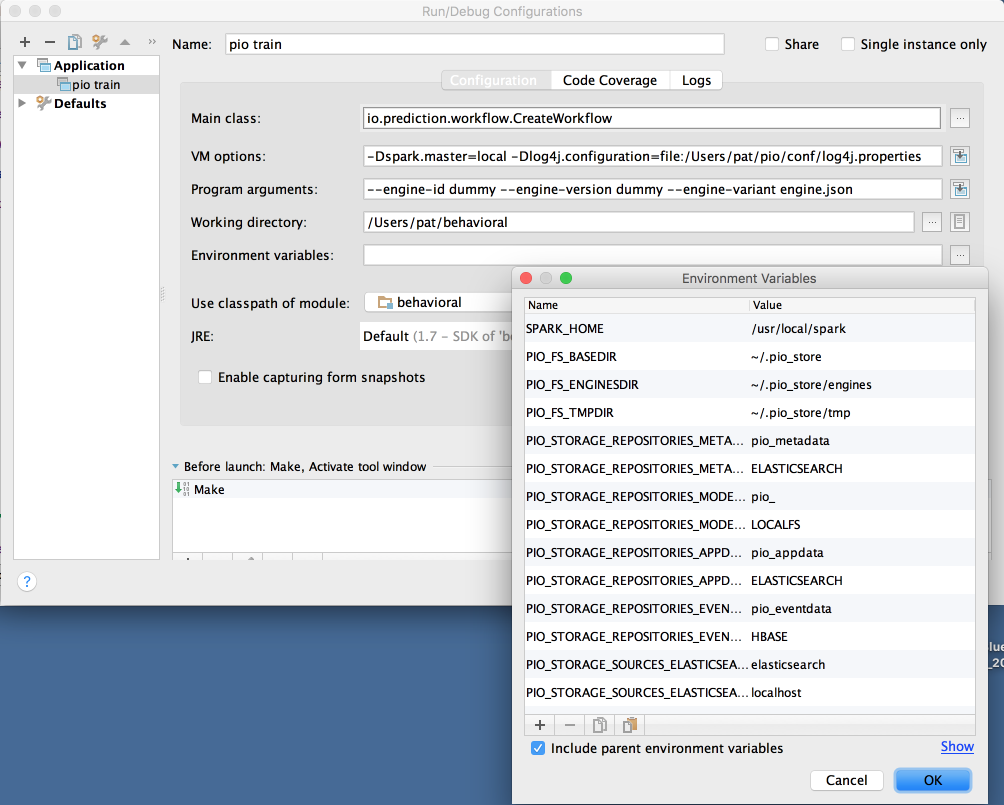 Run/Debug Configurations
Name: pio train
Share
Single instance only
Application
pio train
Defaults
Configuration Code Coverage Logs
Main class: io.prediction.workflow.CreateWorkflow
VM options: -Dspark.master=local -Dlog4j.configuration=file:/Users/pat/pio/conf/log4j.properties
Program arguments: --engine-id dummy --engine-version dummy --engine-variant engine.json
Working directory: /Users/pat/behavioral
Environment variables:
Use classpath of module: behavioral
JRE: Default (1.7 – SDK of 'be
Enable capturing form snapshots
Before launch: Make, Activate tool window
Make
?
Environment Variables
Name Value
SPARK_HOME /usr/local/spark
PIO_FS_BASEDIR ~/.pio_store
PIO_FS_ENGINESDIR ~/.pio_store/engines
PIO_FS_TMPDIR ~/.pio_store/tmp
PIO_STORAGE_REPOSITORIES_META... pio_metadata
PIO_STORAGE_REPOSITORIES_META... ELASTICSEARCH
PIO_STORAGE_REPOSITORIES_MODE... pio_
PIO_STORAGE_REPOSITORIES_MODE... LOCALFS
PIO_STORAGE_REPOSITORIES_APPD... pio_appdata
PIO_STORAGE_REPOSITORIES_APPD... ELASTICSEARCH
PIO_STORAGE_REPOSITORIES_EVEN... pio_eventdata
PIO_STORAGE_REPOSITORIES_EVEN... HBASE
PIO_STORAGE_SOURCES_ELASTICSEA... elasticsearch
PIO_STORAGE_SOURCES_ELASTICSEA... localhost
Include parent environment variables
Show
Cancel OK